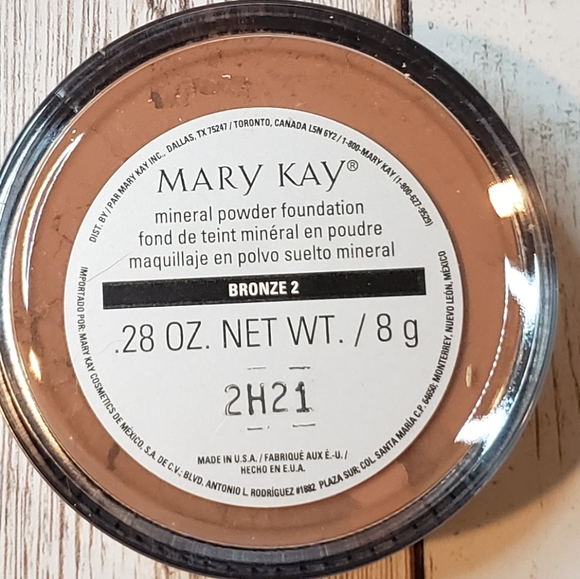 DIST. BY / PAR MARY KAY INC., DALLAS, TX 75247 / TORONTO, CANADA L5N 6Y2 / 1-800-MARY KAY (1-800-627-9529)
MARY KAY®
mineral powder foundation
fond de teint minéral en poudre
maquillaje en polvo suelto mineral
BRONZE 2
.28 OZ. NET WT. / 8 g
2H21
MADE IN U.S.A. / FABRIQUÉ AUX É.-U. /
HECHO EN E.U.A.
IMPORTADO POR: MARY KAY COSMETICS DE MÉXICO, S.A. DE C.V.: BLVD. ANTONIO L. RODRÍGUEZ #1882 PLAZA SUR; COL. SANTA MARÍA C.P. 64650; MONTERREY, NUEVO LEÓN, MÉXICO